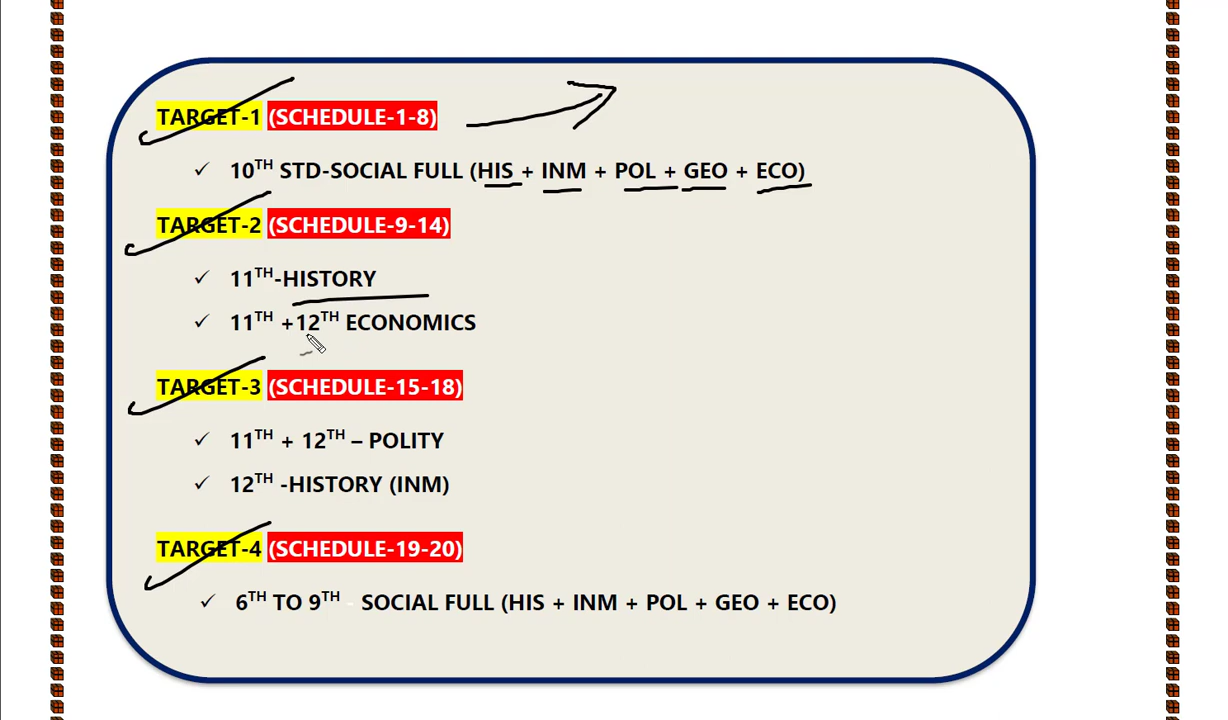 TARGET-1 (SCHEDULE-1-8)
✓ 10TH STD-SOCIAL FULL (HIS + INM + POL + GEO + ECO)
TARGET-2 (SCHEDULE-9-14)
✓ 11TH-HISTORY
✓ 11TH +12TH ECONOMICS
TARGET-3 (SCHEDULE-15-18)
✓ 11TH + 12TH – POLITY
✓ 12TH -HISTORY (INM)
TARGET-4 (SCHEDULE-19-20)
✓ 6TH TO 9TH - SOCIAL FULL (HIS + INM + POL + GEO + ECO)